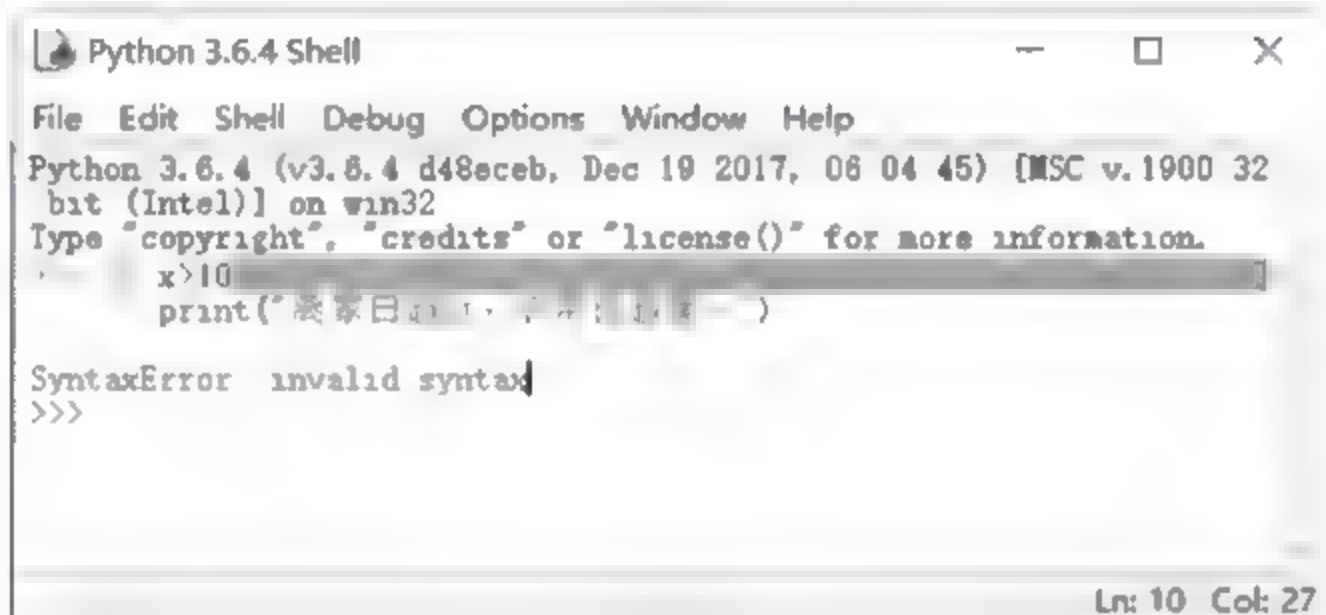 Python 3.6.4 Shell
File Edit Shell Debug Options Window Help
Python 3.6.4 (v3.6.4 d48eceb, Dec 19 2017, 06 04 45) [MSC v.1900 32
bit (Intel)] on win32
Type "copyright", "credits" or "license()" for more information.
x>10
print("
SyntaxError invalid syntax
>>>
Ln: 10 Col: 27